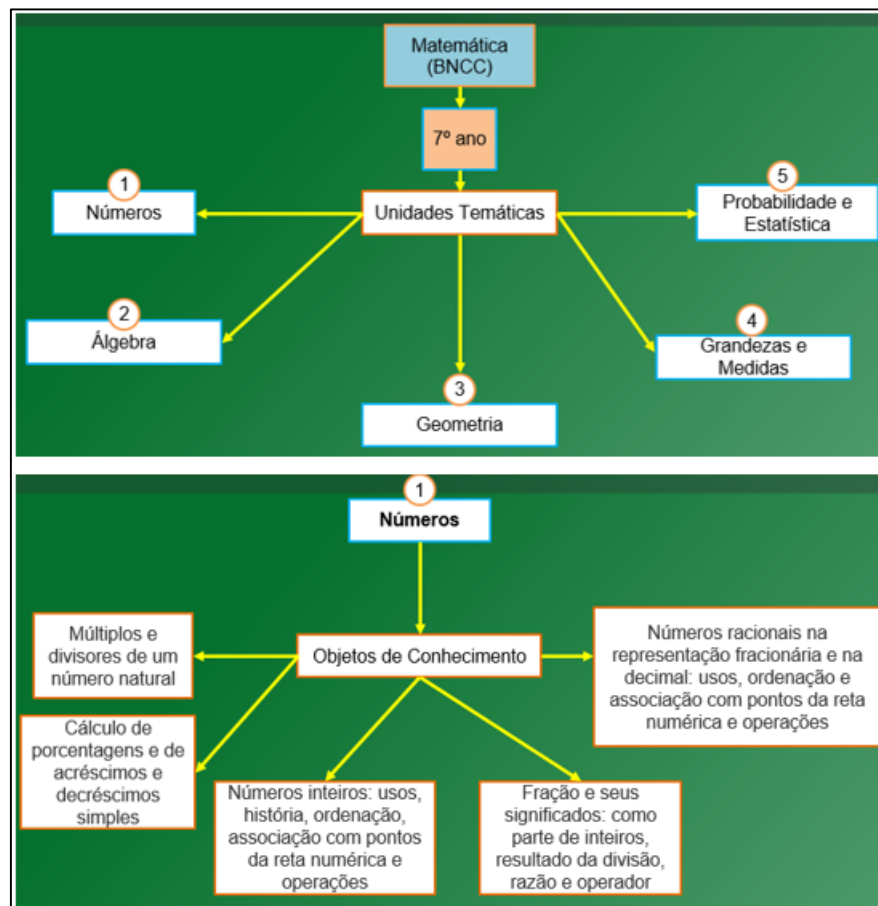 Matemática
(BNCC)
7º ano
1
Números
Unidades Temáticas
5
Probabilidade e
Estatística
2
Álgebra
4
Grandezas e
Medidas
3
Geometria
1
Números
Múltiplos e
divisores de um
número natural
Objetos de Conhecimento
Números racionais na
representação fracionária e na
decimal: usos, ordenação e
associação com pontos da reta
numérica e operações
Cálculo de
porcentagens e de
acréscimos e
decréscimos
simples
Números inteiros: usos,
história, ordenação,
associação com pontos
da reta numérica e
operações
Fração e seus
significados: como
parte de inteiros,
resultado da divisão,
razão e operador